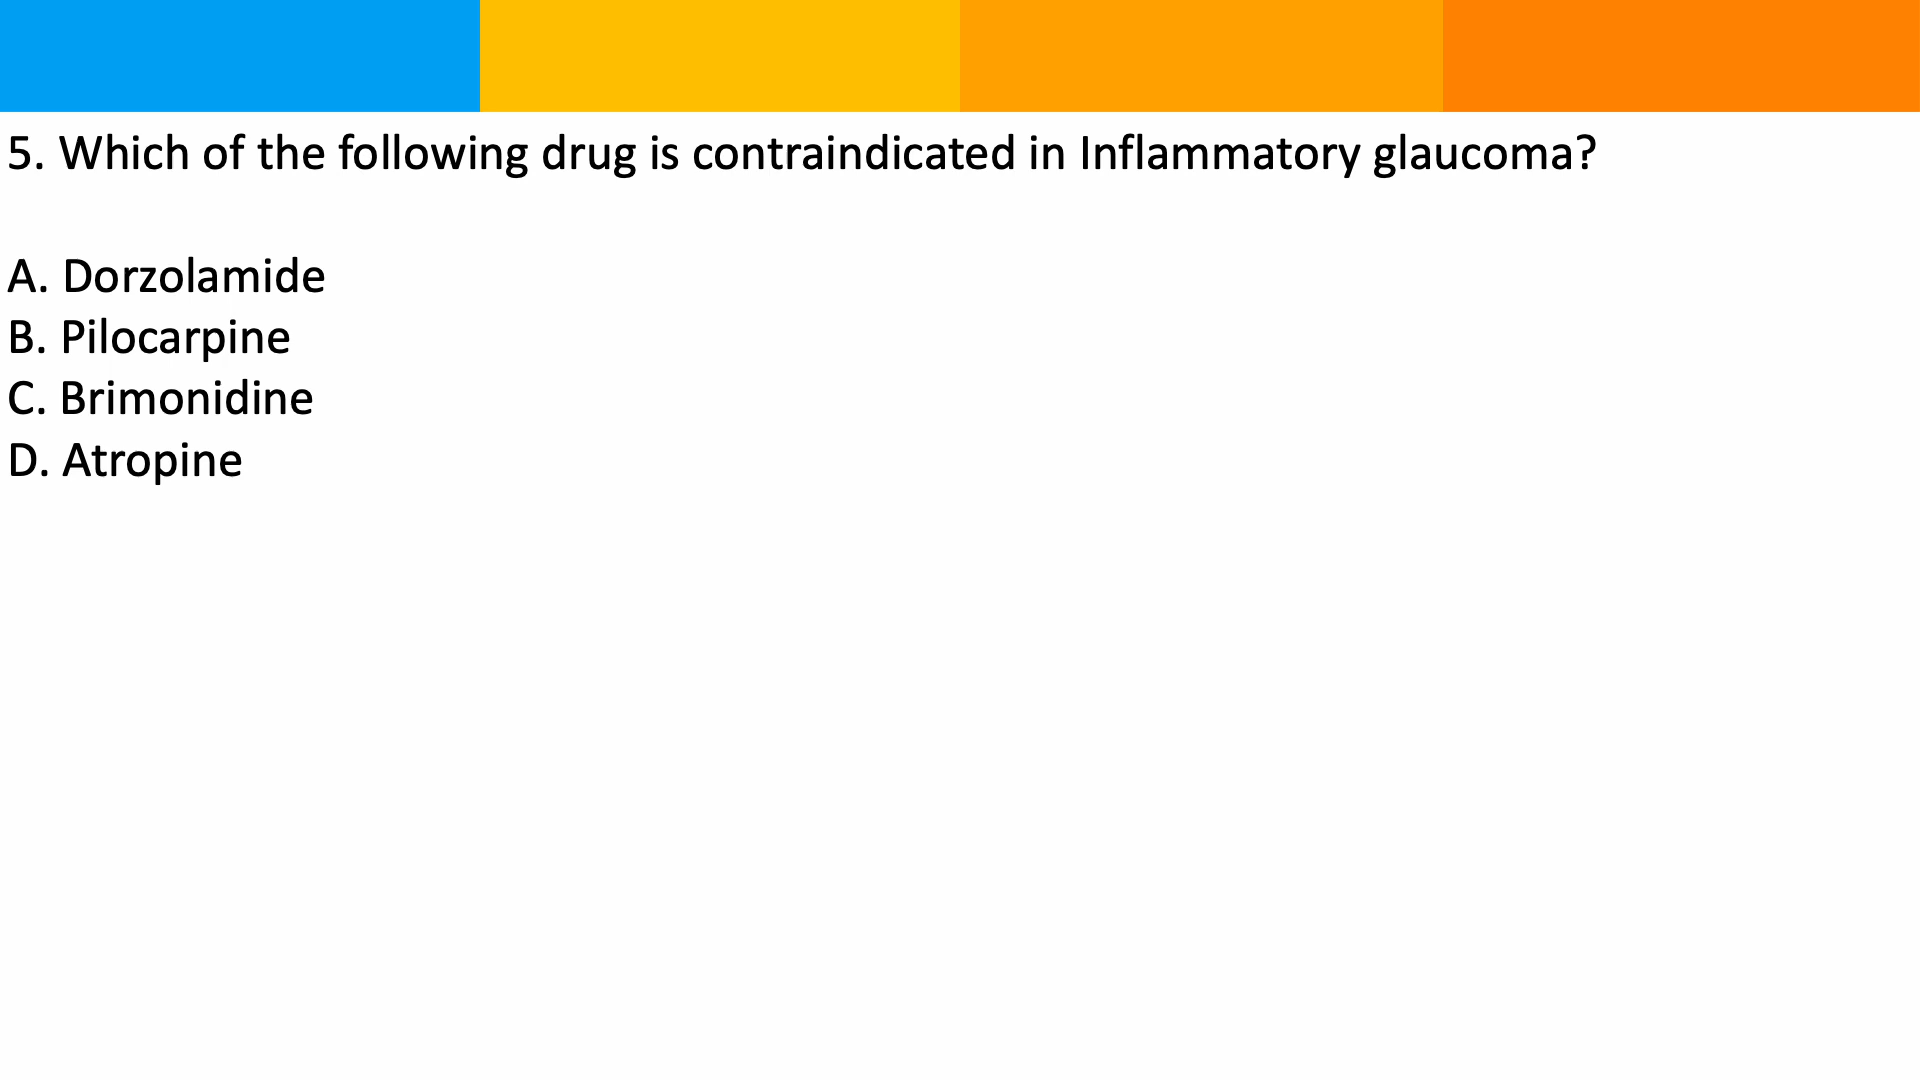 5. Which of the following drug is contraindicated in Inflammatory glaucoma?
A. Dorzolamide
B. Pilocarpine
C. Brimonidine
D. Atropine